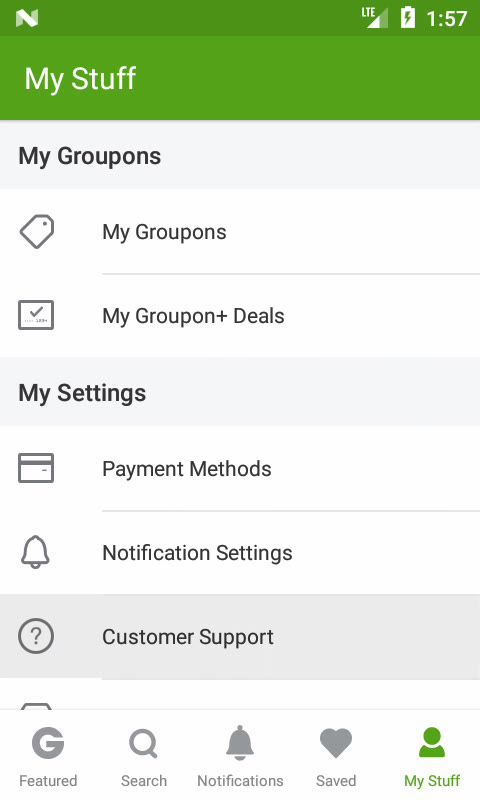 LTE 1:57
My Stuff
My Groupons
My Groupons
My Groupon+ Deals
My Settings
Payment Methods
Notification Settings
Customer Support
Featured Search Notifications Saved My Stuff